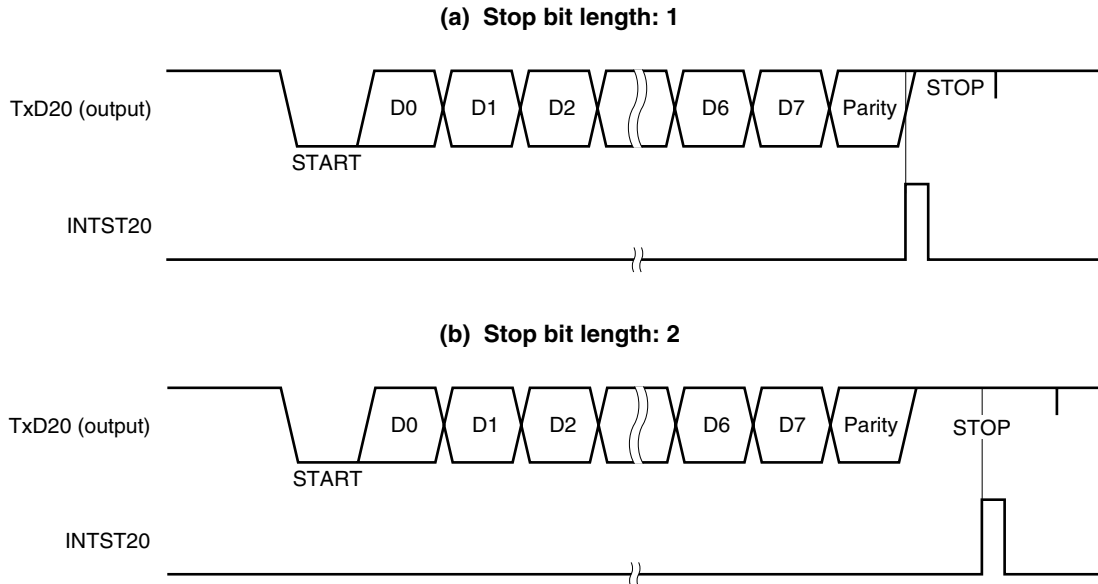 (a) Stop bit length: 1
STOP
TxD20 (output)
D0 D1 D2 D6 D7 Parity
START
INTST20
(b) Stop bit length: 2
TxD20 (output)
D0 D1 D2 D6 D7 Parity STOP
START
INTST20